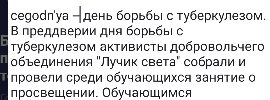 cegodn'ya – день борьбы с туберкулезом.
В преддверии дня борьбы с
туберкулезом активисты добровольчего
объединения "Лучик света" собрали и
провели среди обучающихся занятие о
просвещении. Обучающимся